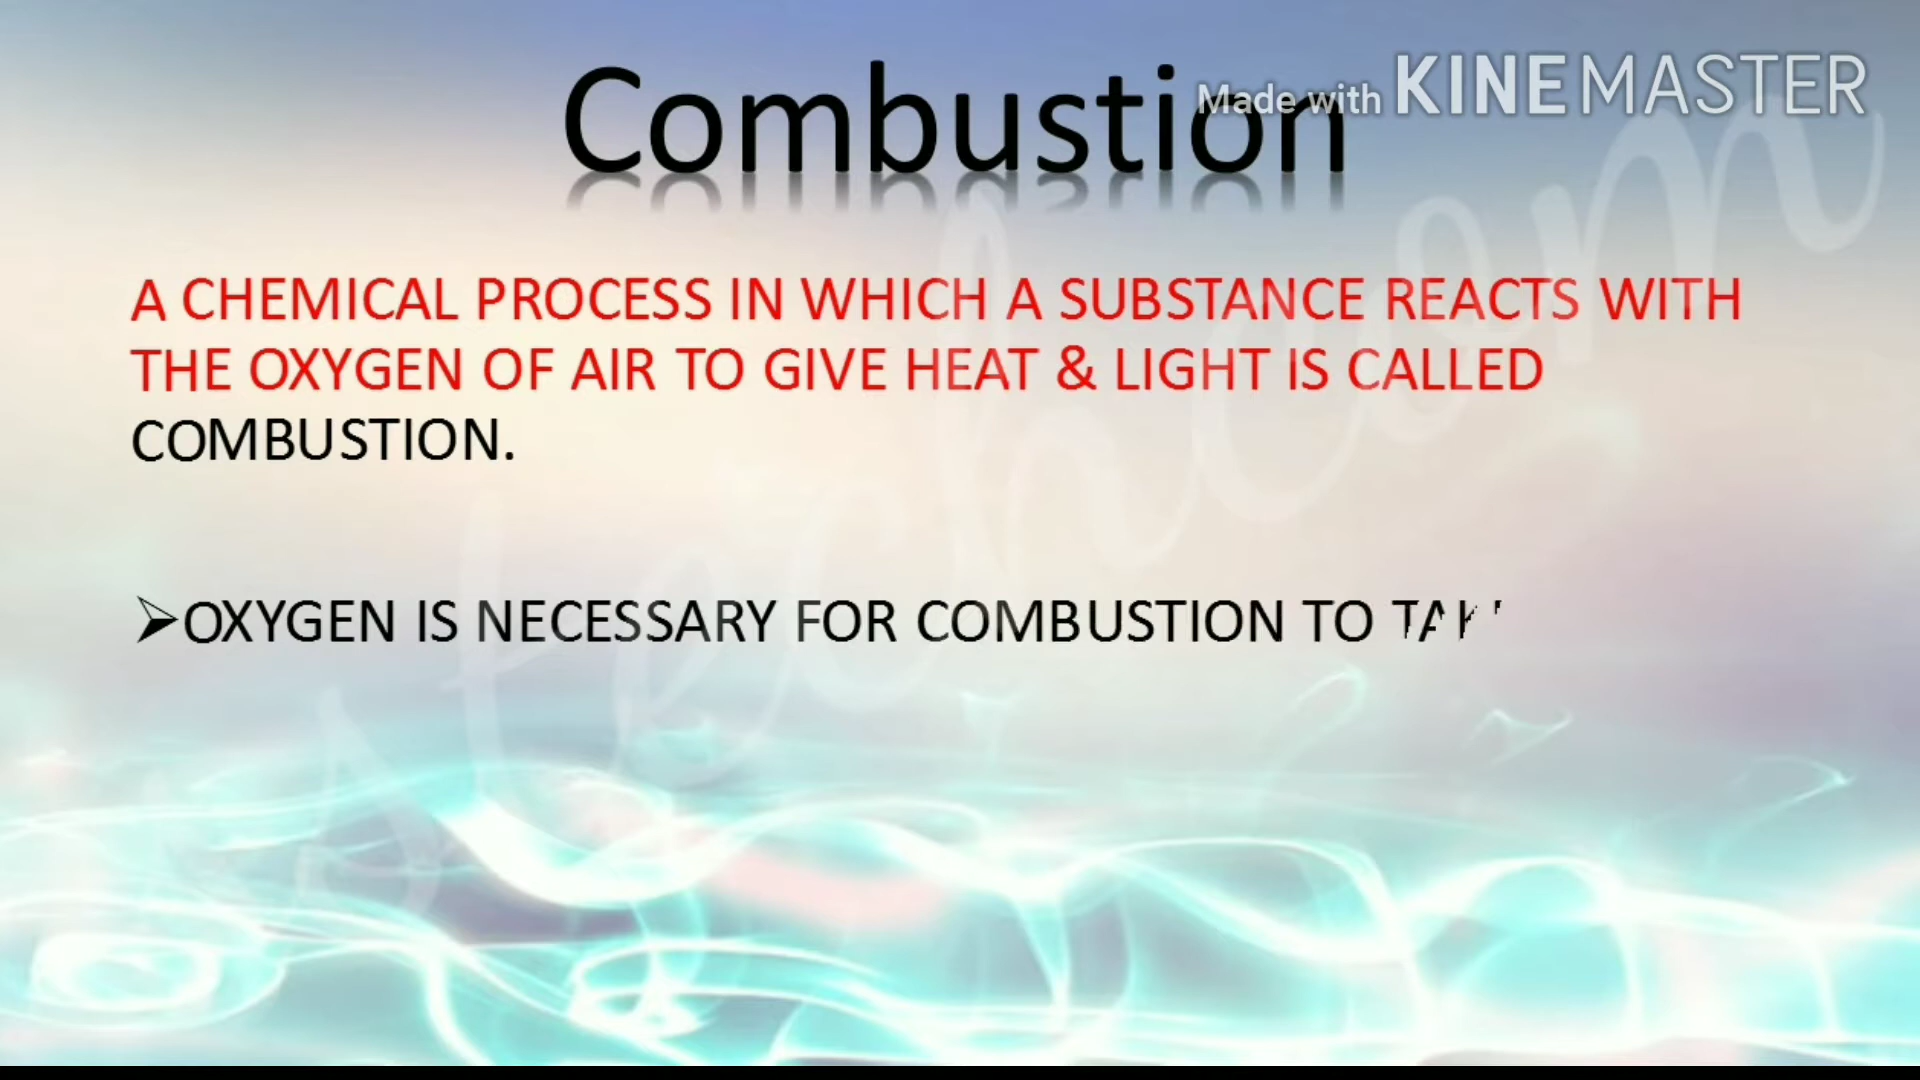 Combustion
Made with KINEMASTER
A CHEMICAL PROCESS IN WHICH A SUBSTANCE REACTS WITH
THE OXYGEN OF AIR TO GIVE HEAT & LIGHT IS CALLED
COMBUSTION.
➢OXYGEN IS NECESSARY FOR COMBUSTION TO